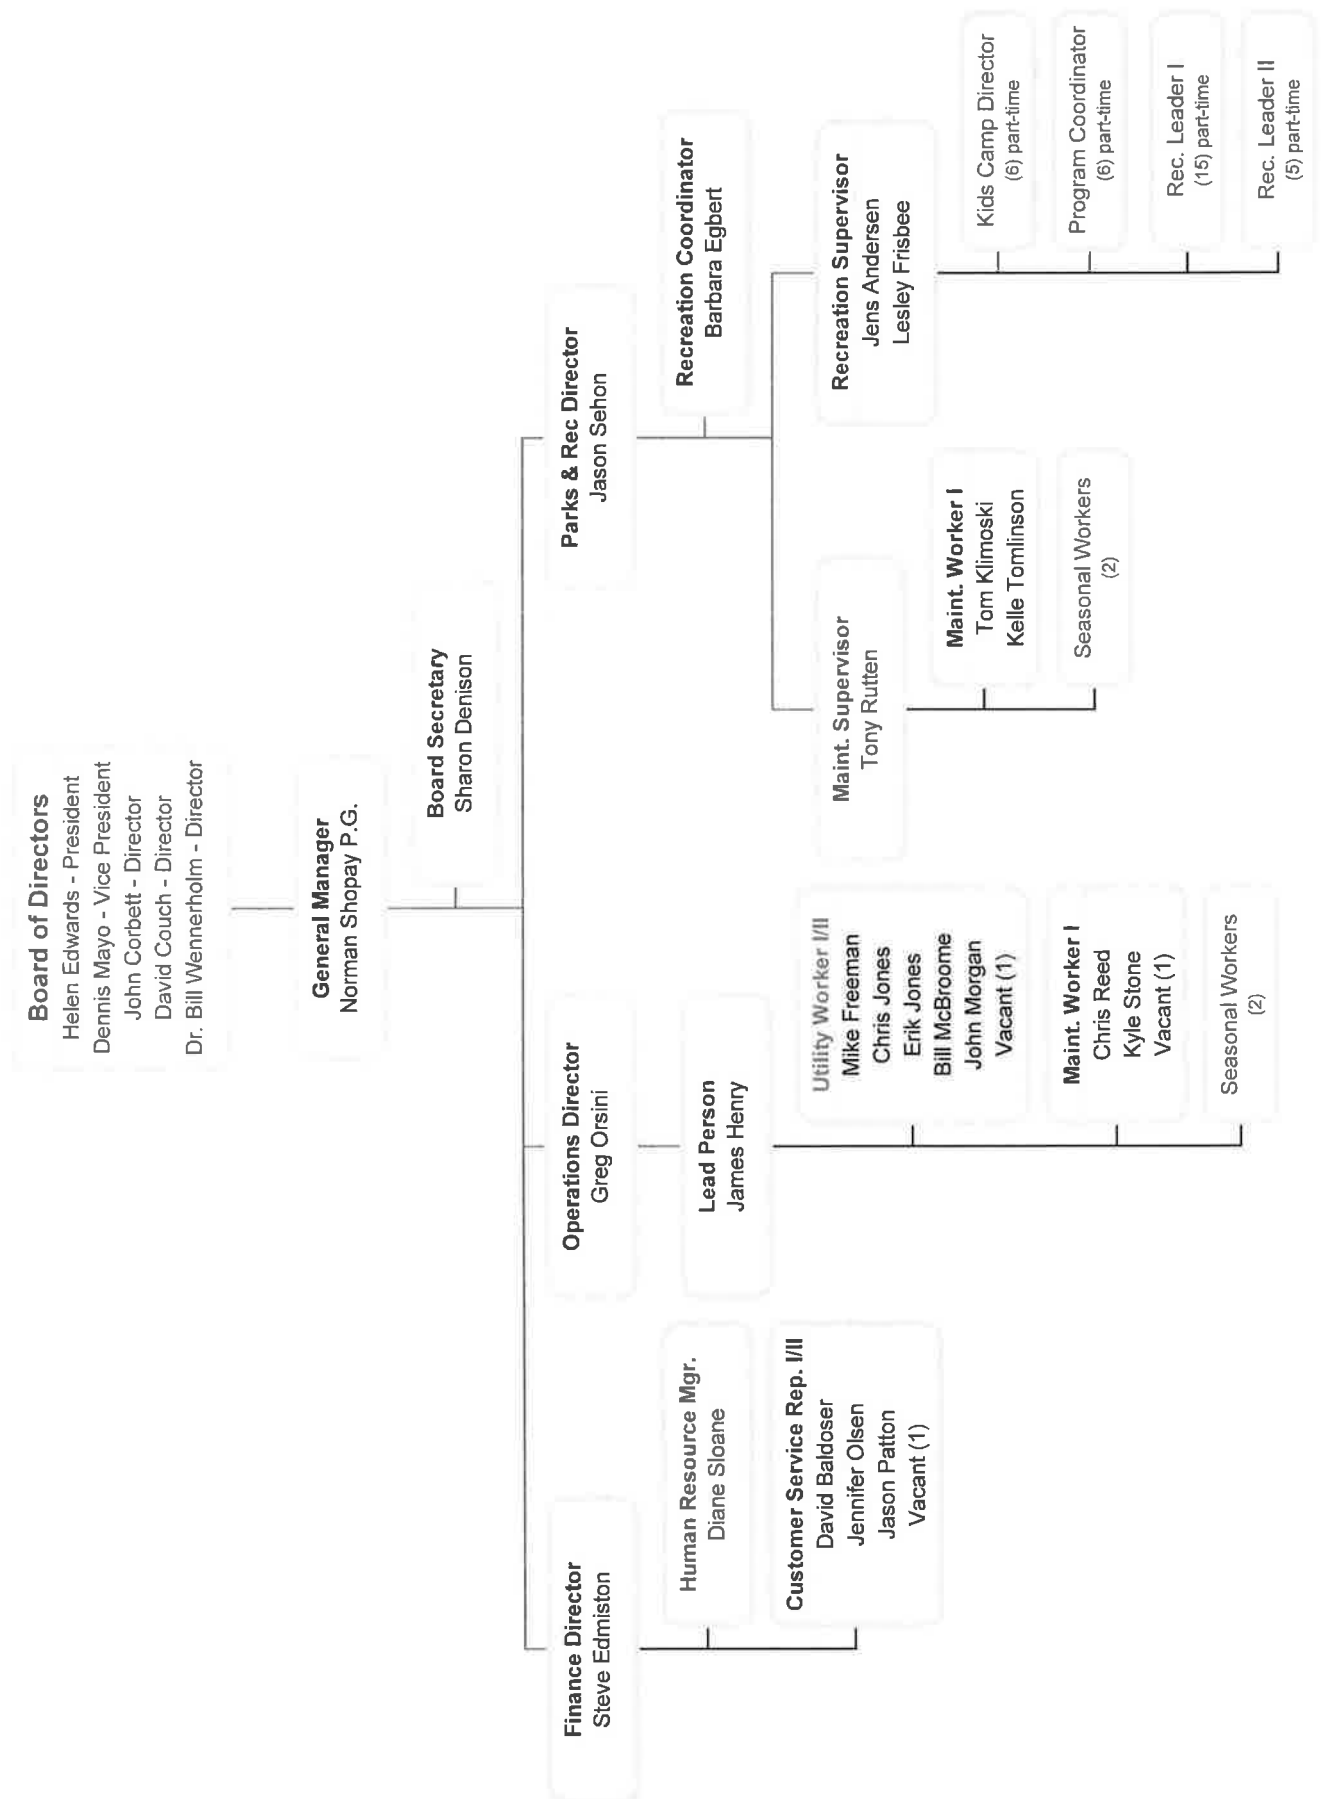 Board of Directors
Helen Edwards - President
Dennis Mayo - Vice President
John Corbett - Director
David Couch - Director
Dr. Bill Wennerholm - Director
General Manager
Norman Shopay P.G.
Board Secretary
Sharon Denison
Finance Director
Steve Edmiston
Human Resource Mgr.
Diane Sloane
Customer Service Rep. I/II
David Baldoser
Jennifer Olsen
Jason Patton
Vacant (1)
Operations Director
Greg Orsini
Lead Person
James Henry
Utility Worker I/II
Mike Freeman
Chris Jones
Erik Jones
Bill McBroome
John Morgan
Vacant (1)
Maint. Worker I
Chris Reed
Kyle Stone
Vacant (1)
Seasonal Workers
(2)
Parks & Rec Director
Jason Sehon
Recreation Coordinator
Barbara Egbert
Maint. Supervisor
Tony Rutten
Maint. Worker I
Tom Klimoski
Kelle Tomlinson
Seasonal Workers
(2)
Recreation Supervisor
Jens Andersen
Lesley Frisbee
Kids Camp Director
(6) part-time
Program Coordinator
(6) part-time
Rec. Leader I
(15) part-time
Rec. Leader II
(5) part-time